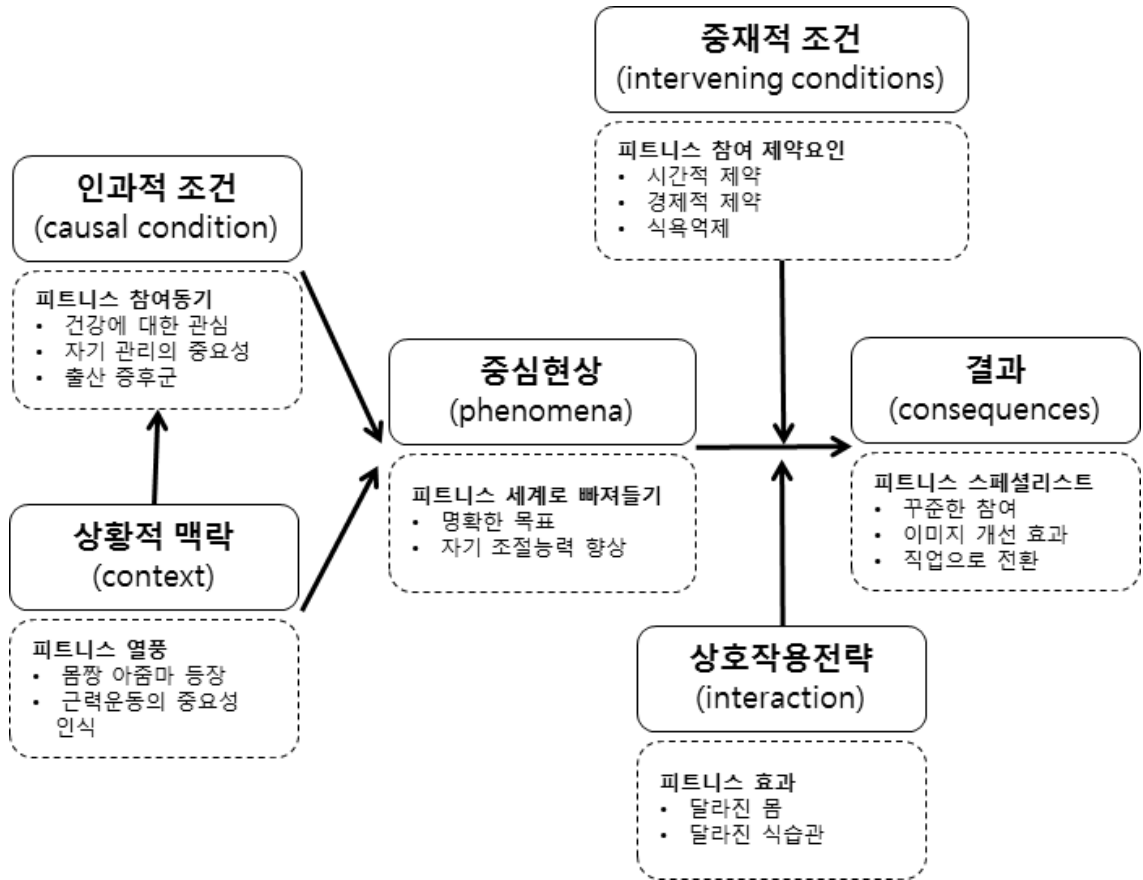 중재적 조건
(intervening conditions)
피트니스 참여 제약요인
• 시간적 제약
• 경제적 제약
• 식욕억제
인과적 조건
(causal condition)
피트니스 참여동기
• 건강에 대한 관심
• 자기 관리의 중요성
• 출산 증후군
중심현상
(phenomena)
피트니스 세계로 빠져들기
• 명확한 목표
• 자기 조절능력 향상
결과
(consequences)
피트니스 스페셜리스트
• 꾸준한 참여
• 이미지 개선 효과
• 직업으로 전환
상황적 맥락
(context)
피트니스 열풍
• 몸짱 아줌마 등장
• 근력운동의 중요성
인식
상호작용전략
(interaction)
피트니스 효과
• 달라진 몸
• 달라진 식습관